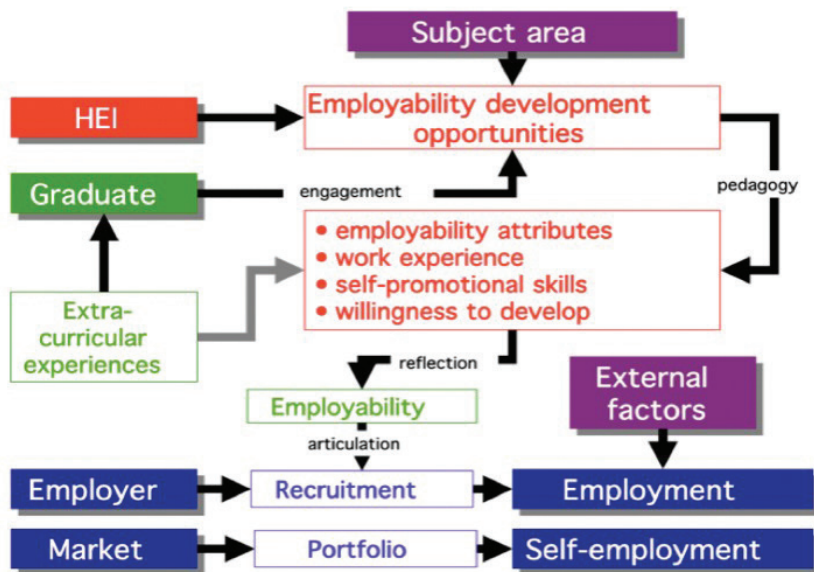 Subject area
HEI
Employability development
opportunities
Graduate
engagement
pedagogy
• employability attributes
• work experience
• self-promotional skills
• willingness to develop
Extra-
curricular
experiences
reflection
Employability
External
factors
articulation
Employer
Recruitment
Employment
Market
Portfolio
Self-employment